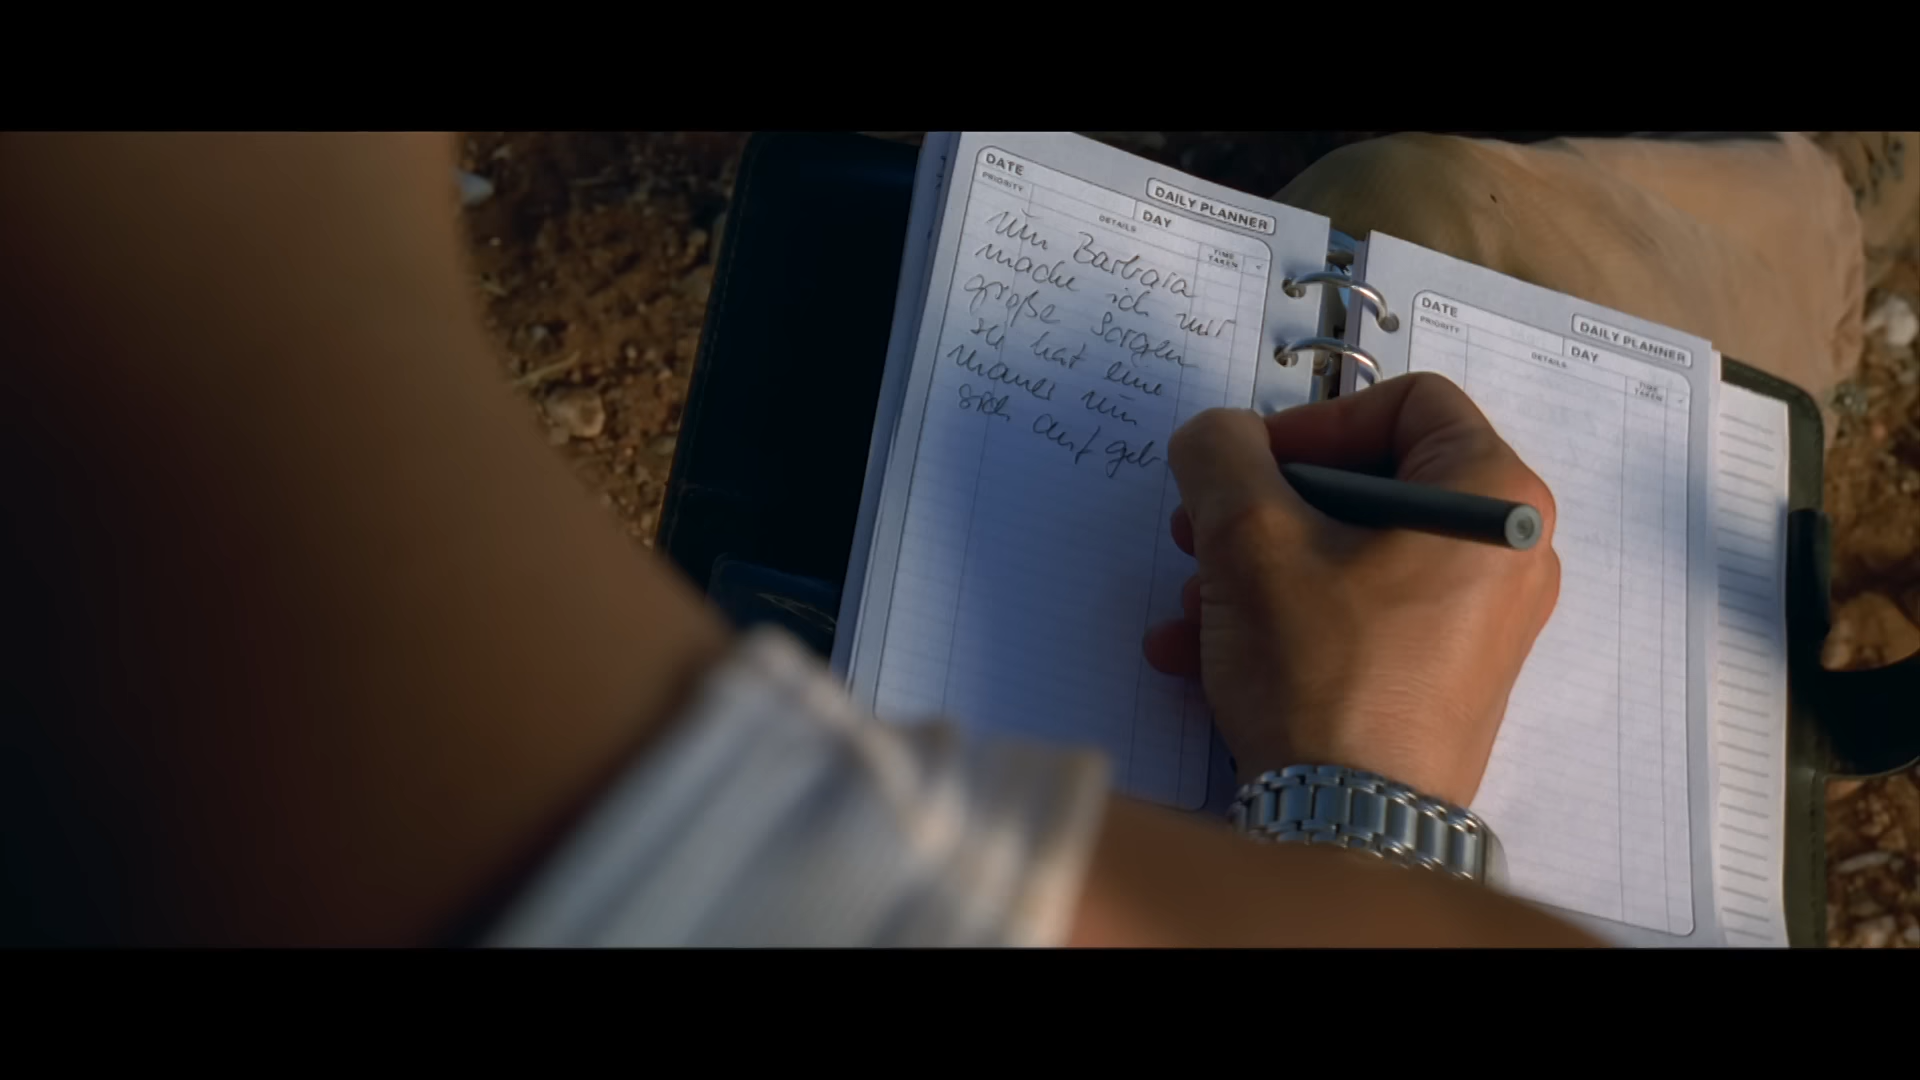 DATE
DAILY PLANNER
PRIORITY
DETAILS
DAY
TIME TAKEN
Um Barbara
mache ich mir
große Sorgen
sie hat eine
Mauer um
sich auf geb
DATE
DAILY PLANNER
PRIORITY
DETAILS
DAY
TIME TAKEN